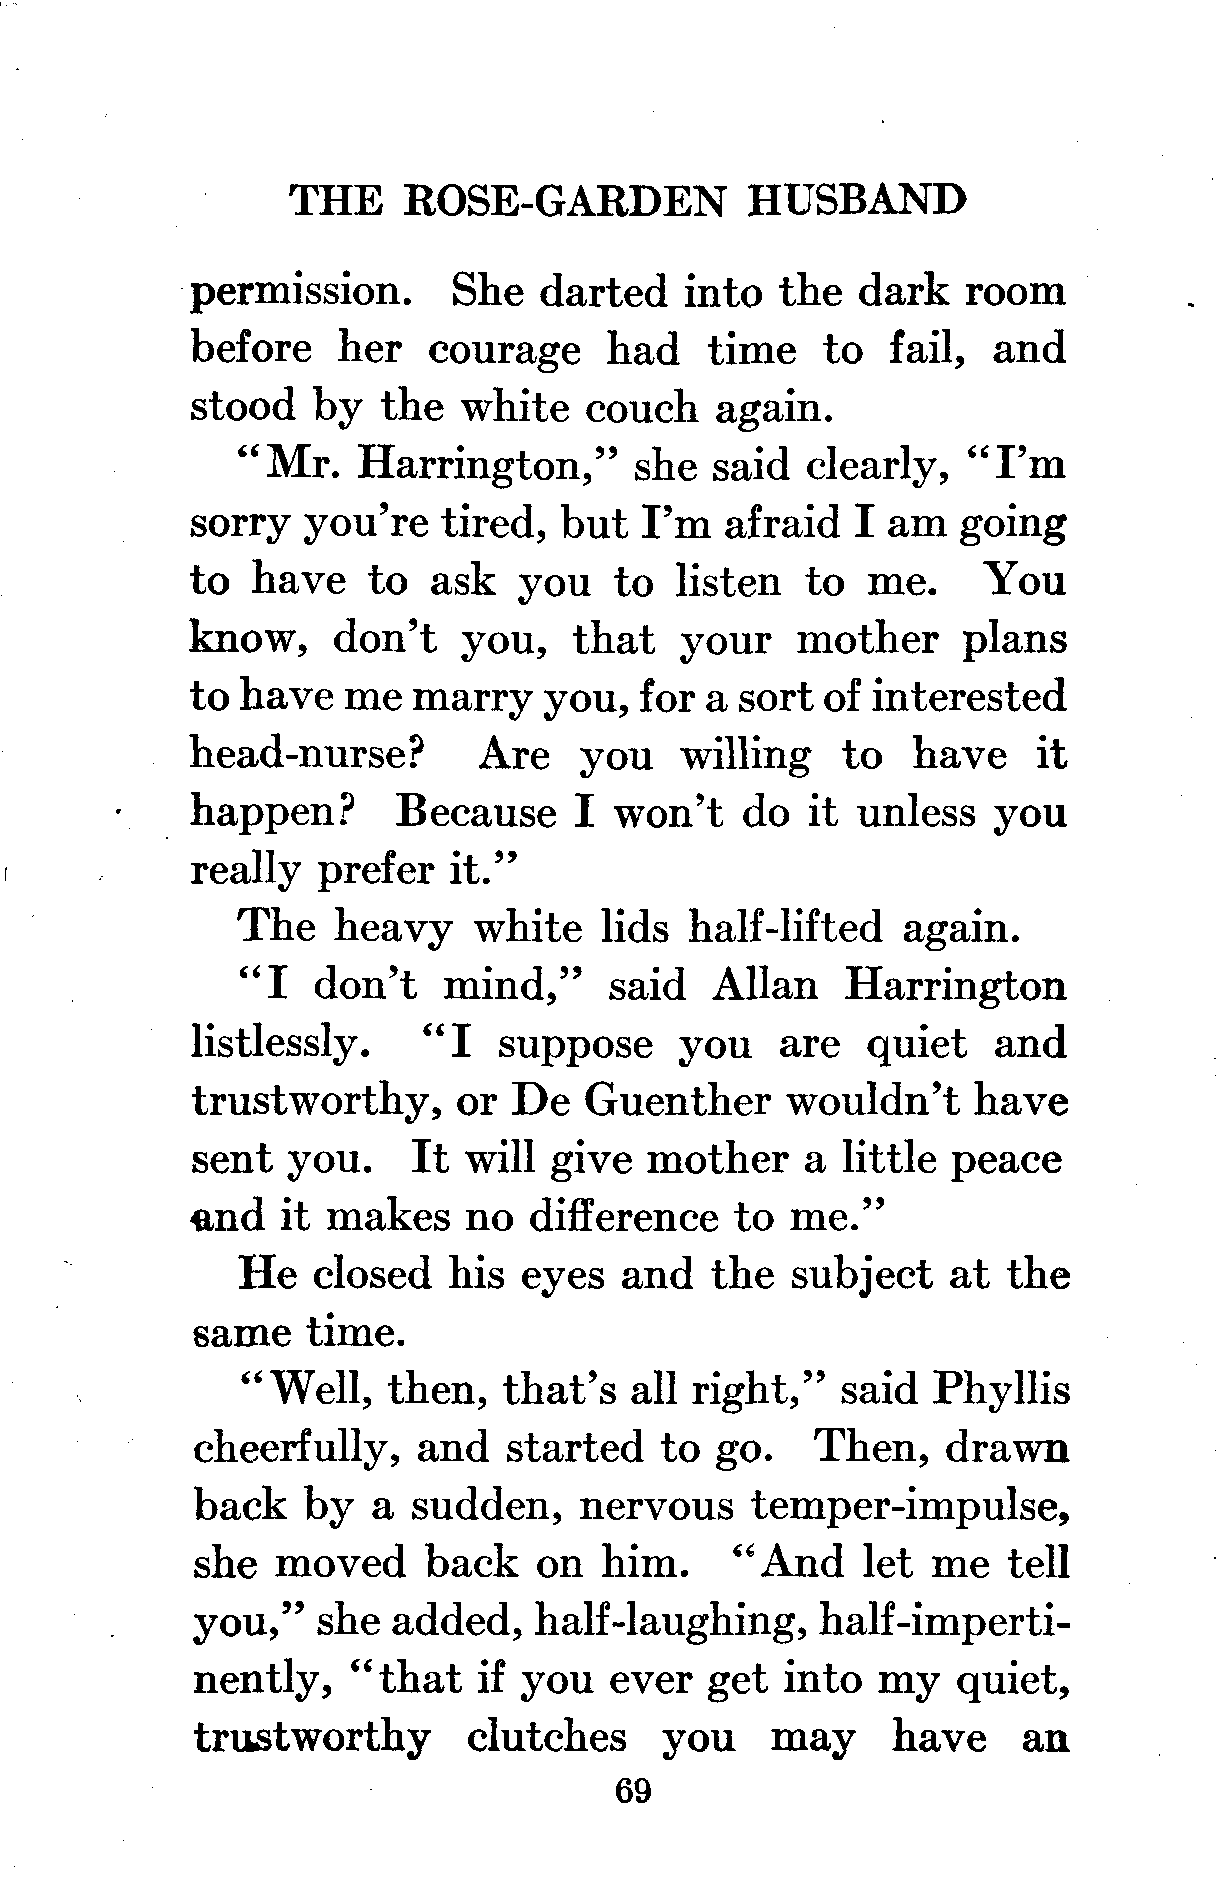 THE ROSE-GARDEN HUSBAND
permission. She darted into the dark room
before her courage had time to fail, and
stood by the white couch again.
“Mr. Harrington,” she said clearly, “I’m
sorry you’re tired, but I’m afraid I am going
to have to ask you to listen to me. You
know, don’t you, that your mother plans
to have me marry you, for a sort of interested
head-nurse? Are you willing to have it
happen? Because I won’t do it unless you
really prefer it.”
The heavy white lids half-lifted again.
“I don’t mind,” said Allan Harrington
listlessly. “I suppose you are quiet and
trustworthy, or De Guenther wouldn’t have
sent you. It will give mother a little peace
and it makes no difference to me.”
He closed his eyes and the subject at the
same time.
“Well, then, that’s all right,” said Phyllis
cheerfully, and started to go. Then, drawn
back by a sudden, nervous temper-impulse,
she moved back on him. “And let me tell
you,” she added, half-laughing, half-imperti-
nently, “that if you ever get into my quiet,
trustworthy clutches you may have an
69